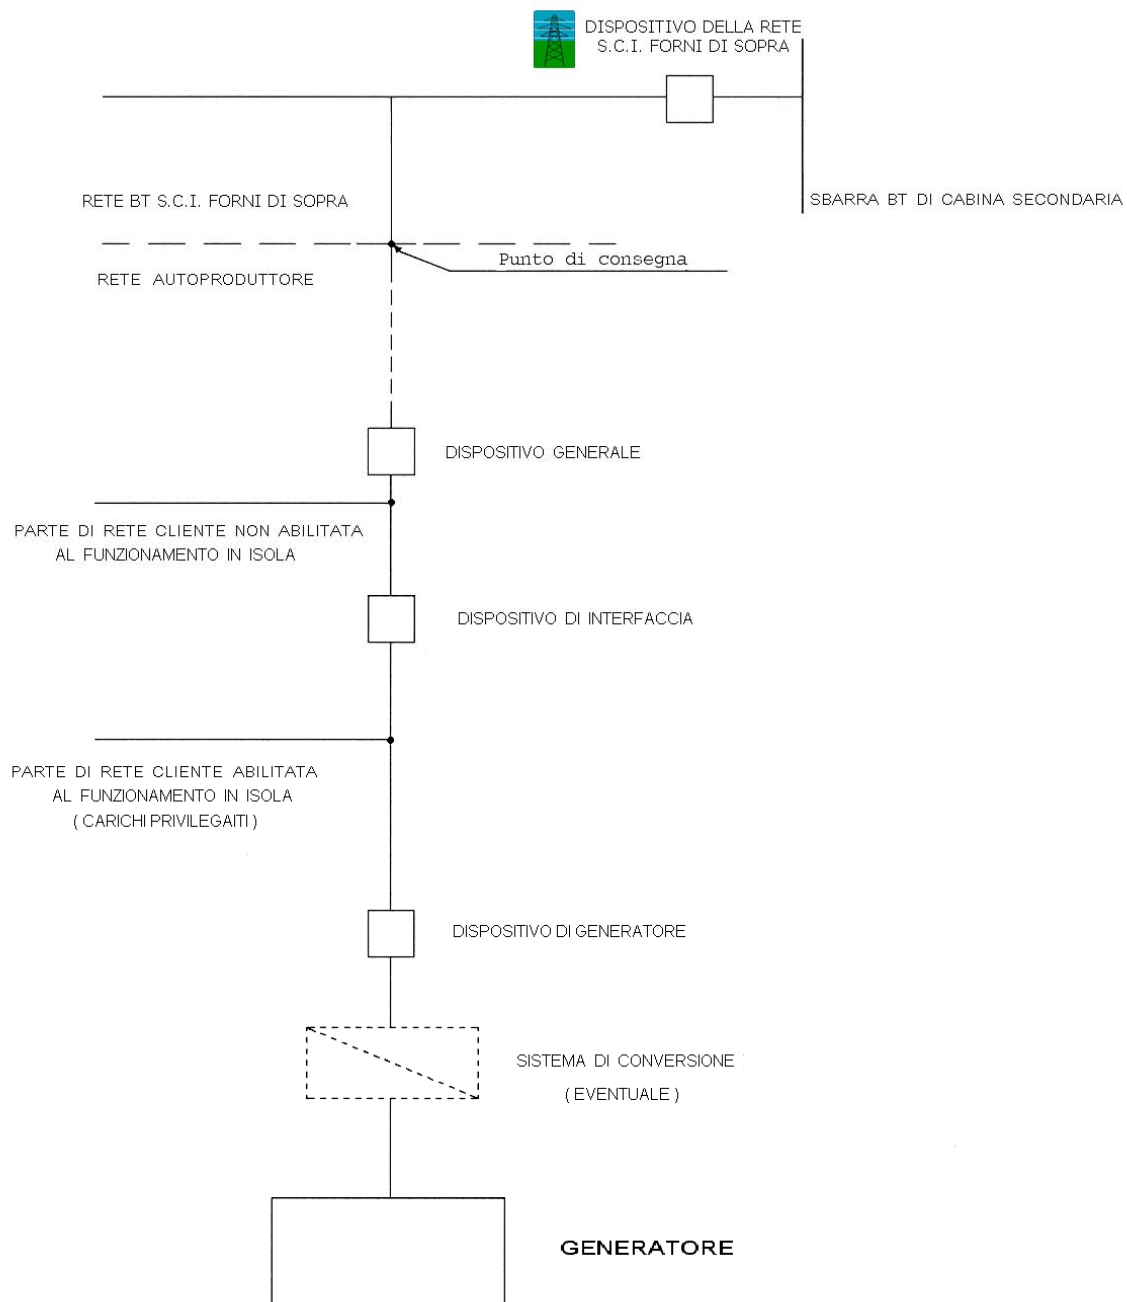 DISPOSITIVO DELLA RETE
S.C.I. FORNI DI SOPRA
RETE BT S.C.I. FORNI DI SOPRA
SBARRA BT DI CABINA SECONDARIA
Punto di consegna
RETE AUTOPRODUTTORE
DISPOSITIVO GENERALE
PARTE DI RETE CLIENTE NON ABILITATA
AL FUNZIONAMENTO IN ISOLA
DISPOSITIVO DI INTERFACCIA
PARTE DI RETE CLIENTE ABILITATA
AL FUNZIONAMENTO IN ISOLA
( CARICHI PRIVILEGAITI )
DISPOSITIVO DI GENERATORE
SISTEMA DI CONVERSIONE
( EVENTUALE )
GENERATORE